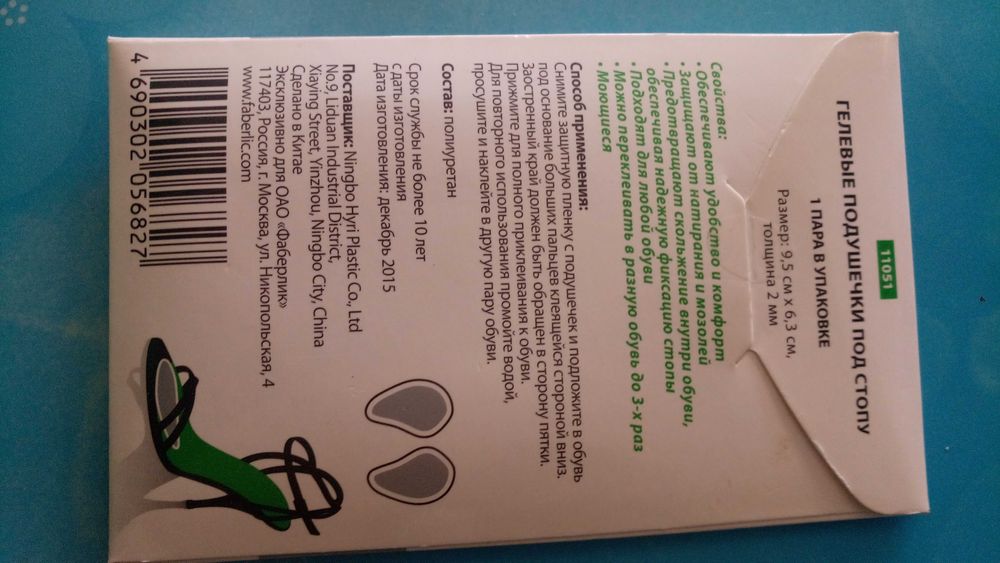 11051
ГЕЛЕВЫЕ ПОДУШЕЧКИ ПОД СТОПУ
1 ПАРА В УПАКОВКЕ
Размер: 9,5 см х 6,3 см,
толщина 2 мм
Свойства:
• Обеспечивают удобство и комфорт
• Защищают от натирания и мозолей
• Предотвращают скольжение внутри обуви,
обеспечивая надежную фиксацию стопы
• Подходят для любой обуви
• Можно переклеивать в разную обувь до 3-х раз
• Моющиеся
Способ применения:
Снимите защитную пленку с подушечек и подложите в обувь
под основание больших пальцев клеящейся стороной вниз.
Заостренный край должен быть обращен в сторону пятки.
Прижмите для полного приклеивания к обуви.
Для повторного использования промойте водой,
просушите и наклейте в другую пару обуви.
Состав: полиуретан
Срок службы не более 10 лет
с даты изготовления
Дата изготовления: декабрь 2015
Поставщик: Ningbo Hyri Plastic Co., Ltd
No.9, Liduan Industrial District,
Xiaying Street, Yinzhou, Ningbo City, China
Сделано в Китае
Эксклюзивно для ОАО «Фаберлик»
117403, Россия, г. Москва, ул. Никопольская, 4
www.faberlic.com
4 690302 056827